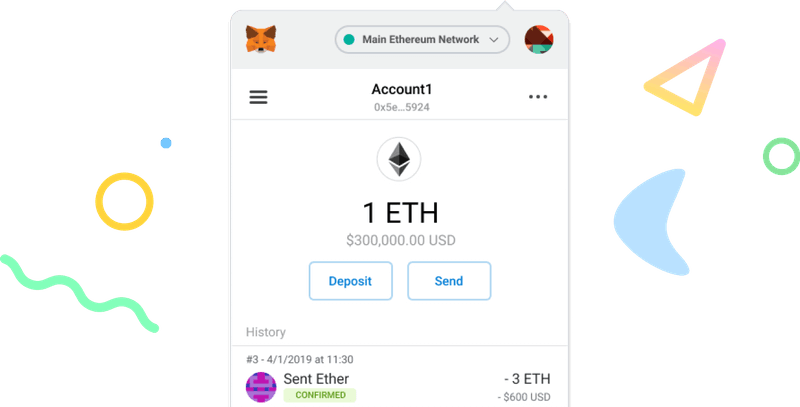 Main Ethereum Network
Account1
0x5e...5924
1 ETH
$300,000.00 USD
Deposit Send
History
#3 - 4/1/2019 at 11:30
Sent Ether - 3 ETH
CONFIRMED - $600 USD